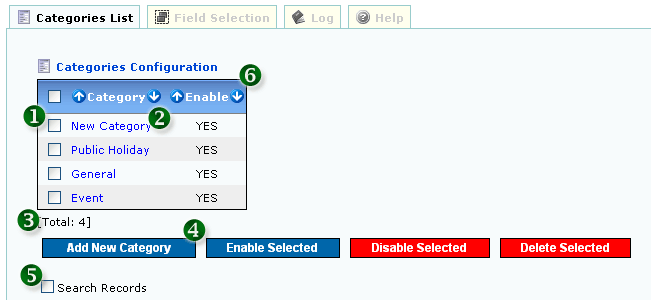 Categories List Field Selection Log Help
Categories Configuration
6
Category Enable
1 2
New Category YES
Public Holiday YES
General YES
Event YES
3 [Total: 4]
4
Add New Category Enable Selected Disable Selected Delete Selected
5
Search Records